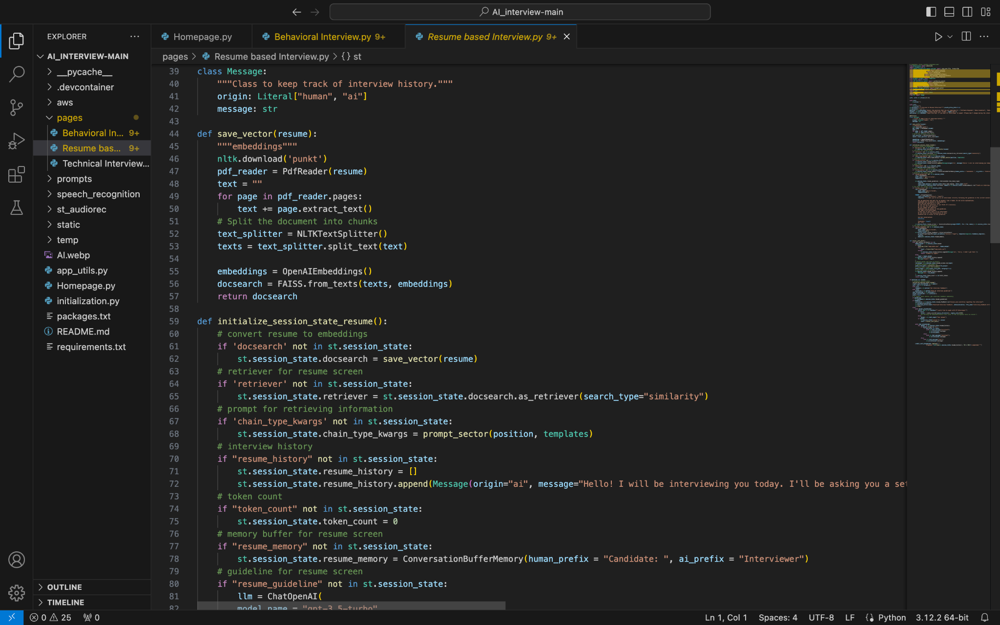 AI_interview-main
EXPLORER
AI_INTERVIEW-MAIN
__pycache__
.devcontainer
aws
pages
Behavioral In... 9+
Resume bas... 9+
Technical Interview...
prompts
speech_recognition
st_audiorec
static
temp
AI.webp
app_utils.py
Homepage.py
initialization.py
packages.txt
README.md
requirements.txt
OUTLINE
TIMELINE
Homepage.py
Behavioral Interview.py 9+
Resume based Interview.py 9+
pages > Resume based Interview.py > {} st
39 class Message:
40 """Class to keep track of interview history."""
41 origin: Literal["human", "ai"]
42 message: str
43
44 def save_vector(resume):
45 """embeddings"""
46 nltk.download('punkt')
47 pdf_reader = PdfReader(resume)
48 text = ""
49 for page in pdf_reader.pages:
50 text += page.extract_text()
51 # Split the document into chunks
52 text_splitter = NLTKTextSplitter()
53 texts = text_splitter.split_text(text)
54
55 embeddings = OpenAIEmbeddings()
56 docsearch = FAISS.from_texts(texts, embeddings)
57 return docsearch
58
59 def initialize_session_state_resume():
60 # convert resume to embeddings
61 if 'docsearch' not in st.session_state:
62 st.session_state.docsearch = save_vector(resume)
63 # retriever for resume screen
64 if 'retriever' not in st.session_state:
65 st.session_state.retriever = st.session_state.docsearch.as_retriever(search_type="similarity")
66 # prompt for retrieving information
67 if 'chain_type_kwargs' not in st.session_state:
68 st.session_state.chain_type_kwargs = prompt_sector(position, templates)
69 # interview history
70 if "resume_history" not in st.session_state:
71 st.session_state.resume_history = []
72 st.session_state.resume_history.append(Message(origin="ai", message="Hello! I will be interviewing you today. I'll be asking you a set
73 # token count
74 if "token_count" not in st.session_state:
75 st.session_state.token_count = 0
76 # memory buffer for resume screen
77 if "resume_memory" not in st.session_state:
78 st.session_state.resume_memory = ConversationBufferMemory(human_prefix = "Candidate: ", ai_prefix = "Interviewer")
79 # guideline for resume screen
80 if "resume_guideline" not in st.session_state:
81 llm = ChatOpenAI(
82 model_name = "gpt-3.5-turbo"
0 25 0
Ln 1, Col 1 Spaces: 4 UTF-8 LF Python 3.12.2 64-bit